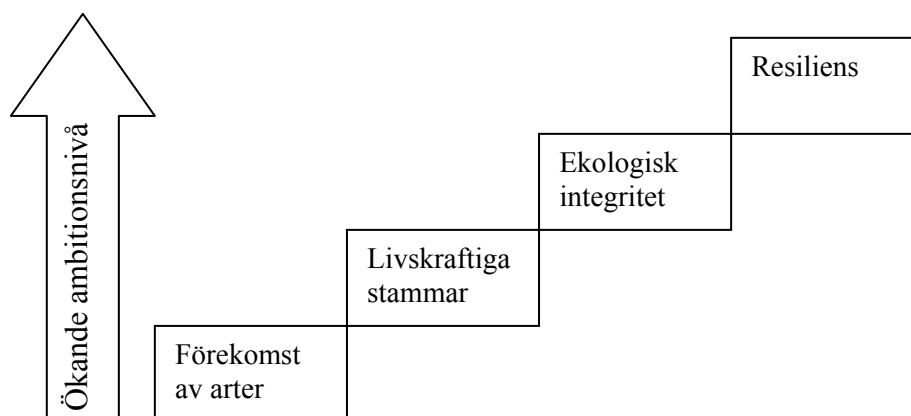 Resiliens
Ekologisk
integritet
Livskraftiga
stammar
Förekomst
av arter
Ökande ambitionsnivå